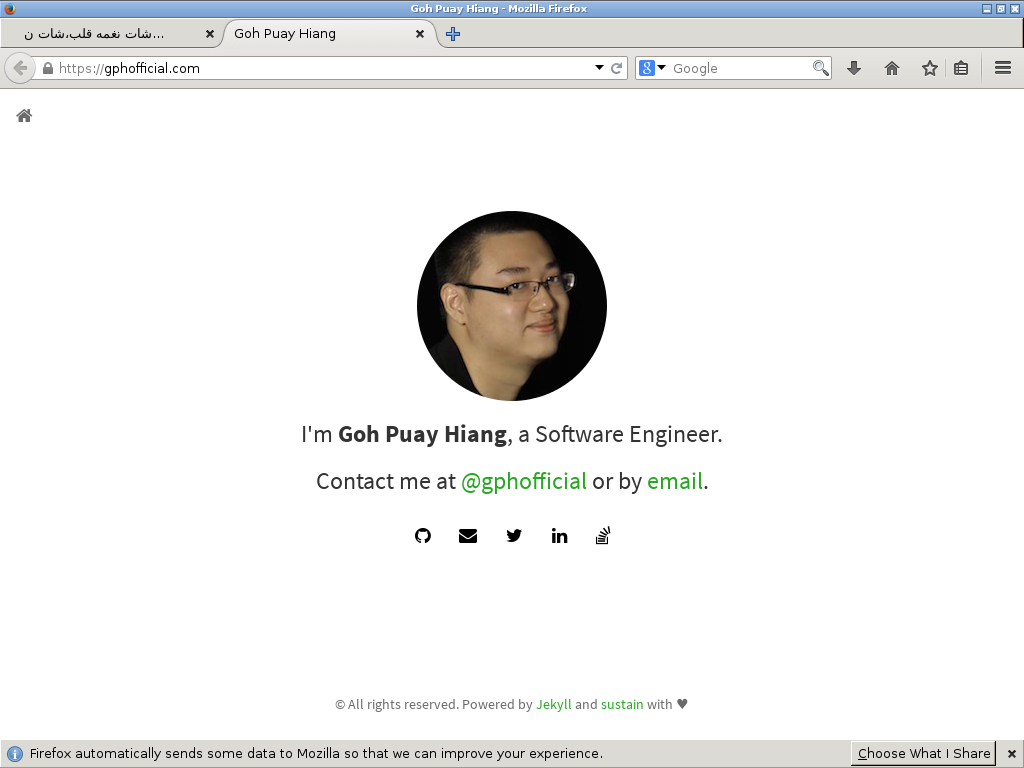 Goh Puay Hiang - Mozilla Firefox
شات نغمه قلب،شات ن...
Goh Puay Hiang
https://gphofficial.com
Google
I'm Goh Puay Hiang, a Software Engineer.
Contact me at @gphofficial or by email.
© All rights reserved. Powered by Jekyll and sustain with ♥
Firefox automatically sends some data to Mozilla so that we can improve your experience.
Choose What I Share